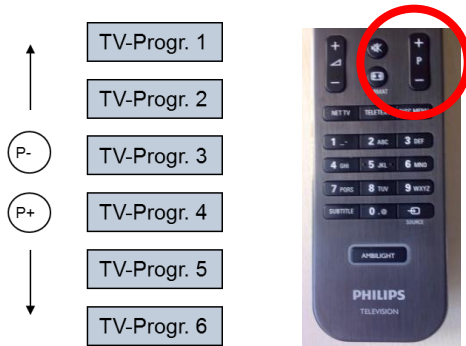 TV-Progr. 1
TV-Progr. 2
TV-Progr. 3
TV-Progr. 4
TV-Progr. 5
TV-Progr. 6
P-
P+
+ +
P
- -
NET TV TELETEXT DISC MENU
1 _.- 2 ABC 3 DEF
4 GHI 5 JKL 6 MNO
7 PQRS 8 TUV 9 WXYZ
SUBTITLE 0 .@
SOURCE
AMBILIGHT
PHILIPS
TELEVISION